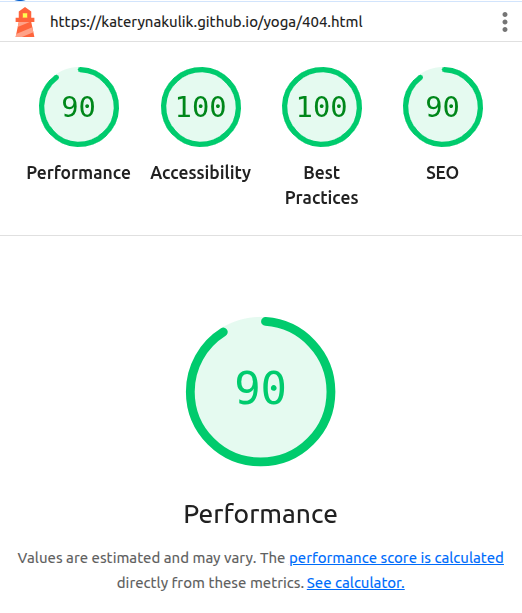 https://katerynakulik.github.io/yoga/404.html
90 100 100 90
Performance Accessibility Best Practices SEO
90
Performance
Values are estimated and may vary. The performance score is calculated
directly from these metrics. See calculator.